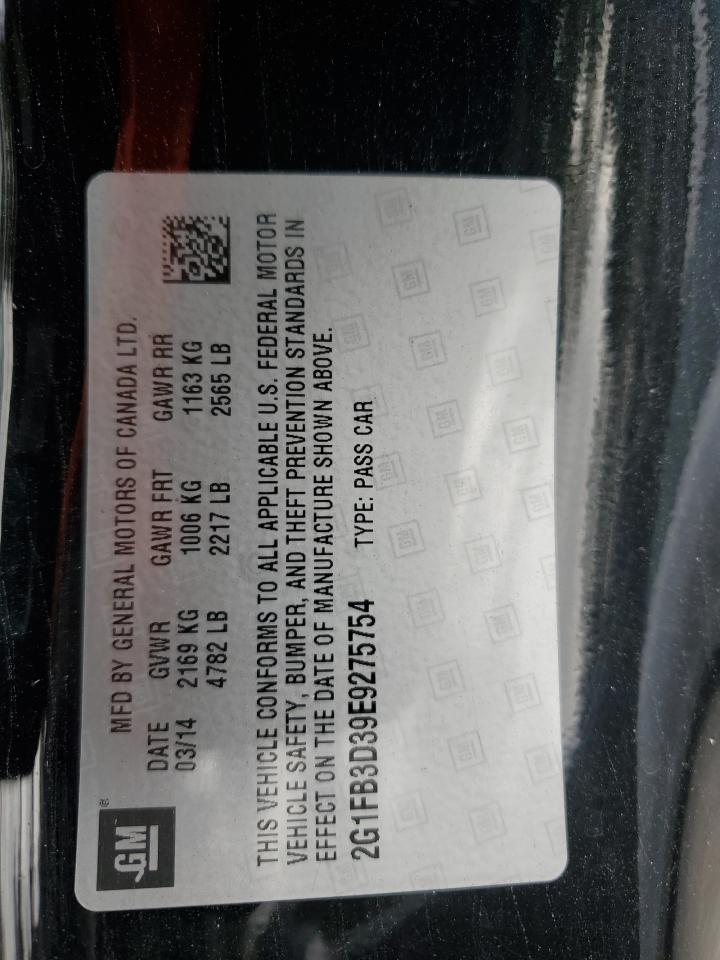 GM®
MFD BY GENERAL MOTORS OF CANADA LTD.
DATE GVWR GAWR FRT GAWR RR
03/14 2169 KG 1006 KG 1163 KG
4782 LB 2217 LB 2565 LB
THIS VEHICLE CONFORMS TO ALL APPLICABLE U.S. FEDERAL MOTOR
VEHICLE SAFETY, BUMPER, AND THEFT PREVENTION STANDARDS IN
EFFECT ON THE DATE OF MANUFACTURE SHOWN ABOVE.
2G1FB3D39E9275754 TYPE: PASS CAR